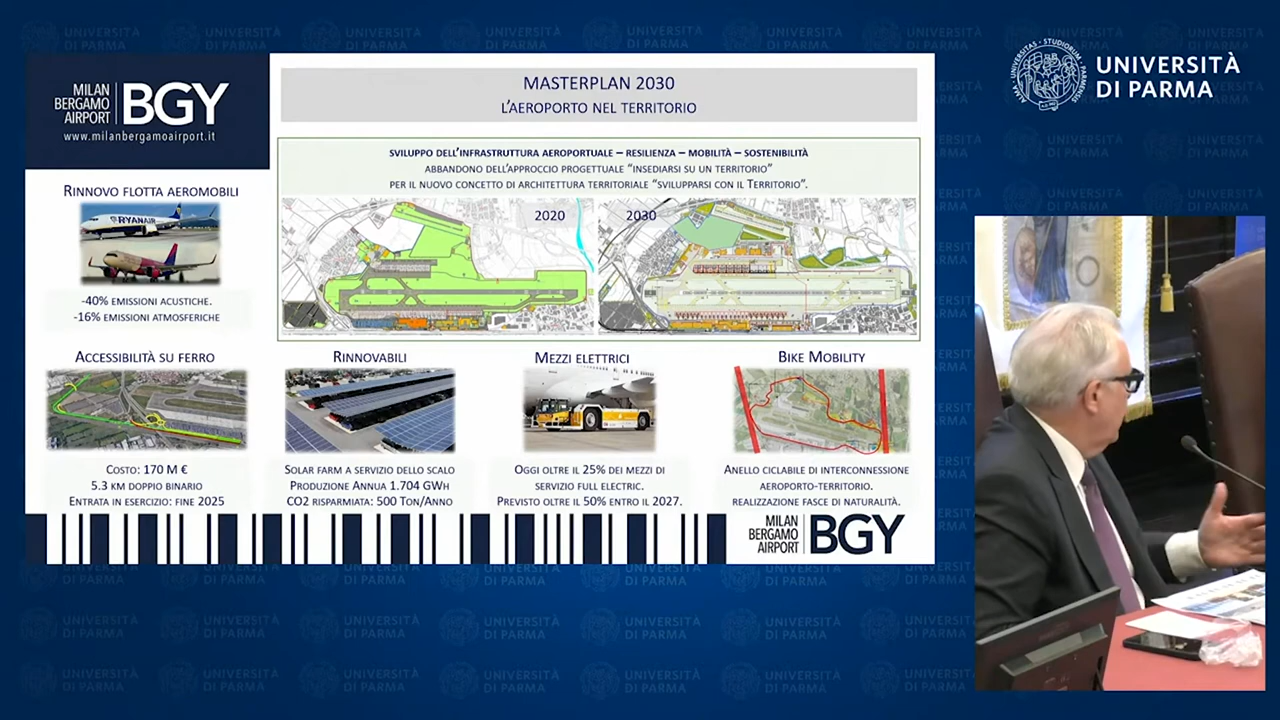 MILAN
BERGAMO
AIRPORT
BGY
www.milanbergamoairport.it
MASTERPLAN 2030
L'AEROPORTO NEL TERRITORIO
SVILUPPO DELL'INFRASTRUTTURA AEROPORTUALE – RESILIENZA – MOBILITÀ – SOSTENIBILITÀ
ABBANDONO DELL'APPROCCIO PROGETTUALE "INSEDIARSI SU UN TERRITORIO"
PER IL NUOVO CONCETTO DI ARCHITETTURA TERRITORIALE "SVILUPPARSI CON IL TERRITORIO".
2020
2030
RINNOVO FLOTTA AEROMOBILI
RYANAIR
-40% EMISSIONI ACUSTICHE.
-16% EMISSIONI ATMOSFERICHE
ACCESSIBILITÀ SU FERRO
COSTO: 170 M €
5.3 KM DOPPIO BINARIO
ENTRATA IN ESERCIZIO: FINE 2025
RINNOVABILI
SOLAR FARM A SERVIZIO DELLO SCALO
PRODUZIONE ANNUA 1.704 GWH
CO2 RISPARMIATA: 500 TON/ANNO
MEZZI ELETTRICI
OGGI OLTRE IL 25% DEI MEZZI DI
SERVIZIO FULL ELECTRIC.
PREVISTO OLTRE IL 50% ENTRO IL 2027.
BIKE MOBILITY
ANELLO CICLABILE DI INTERCONNESSIONE
AEROPORTO-TERRITORIO.
REALIZZAZIONE FASCE DI NATURALITÀ.
MILAN
BERGAMO
AIRPORT
BGY
UNIVERSITÀ
DI PARMA